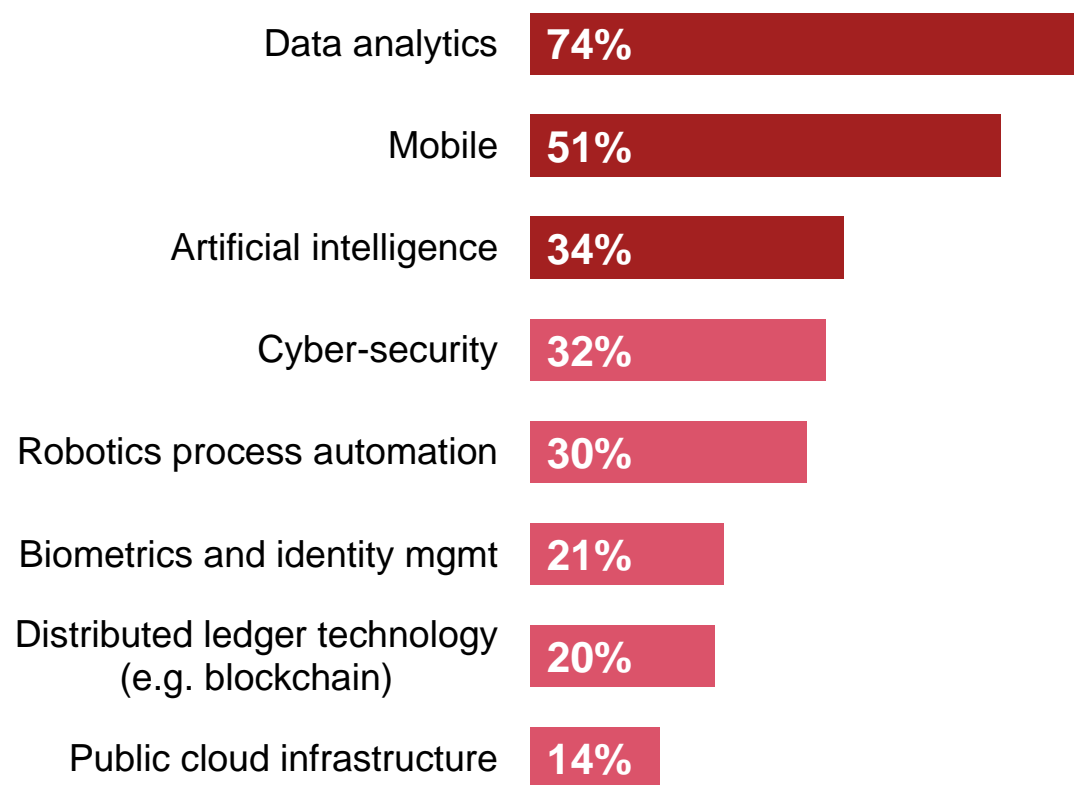 Data analytics 74%
Mobile 51%
Artificial intelligence 34%
Cyber-security 32%
Robotics process automation 30%
Biometrics and identity mgmt 21%
Distributed ledger technology
(e.g. blockchain) 20%
Public cloud infrastructure 14%